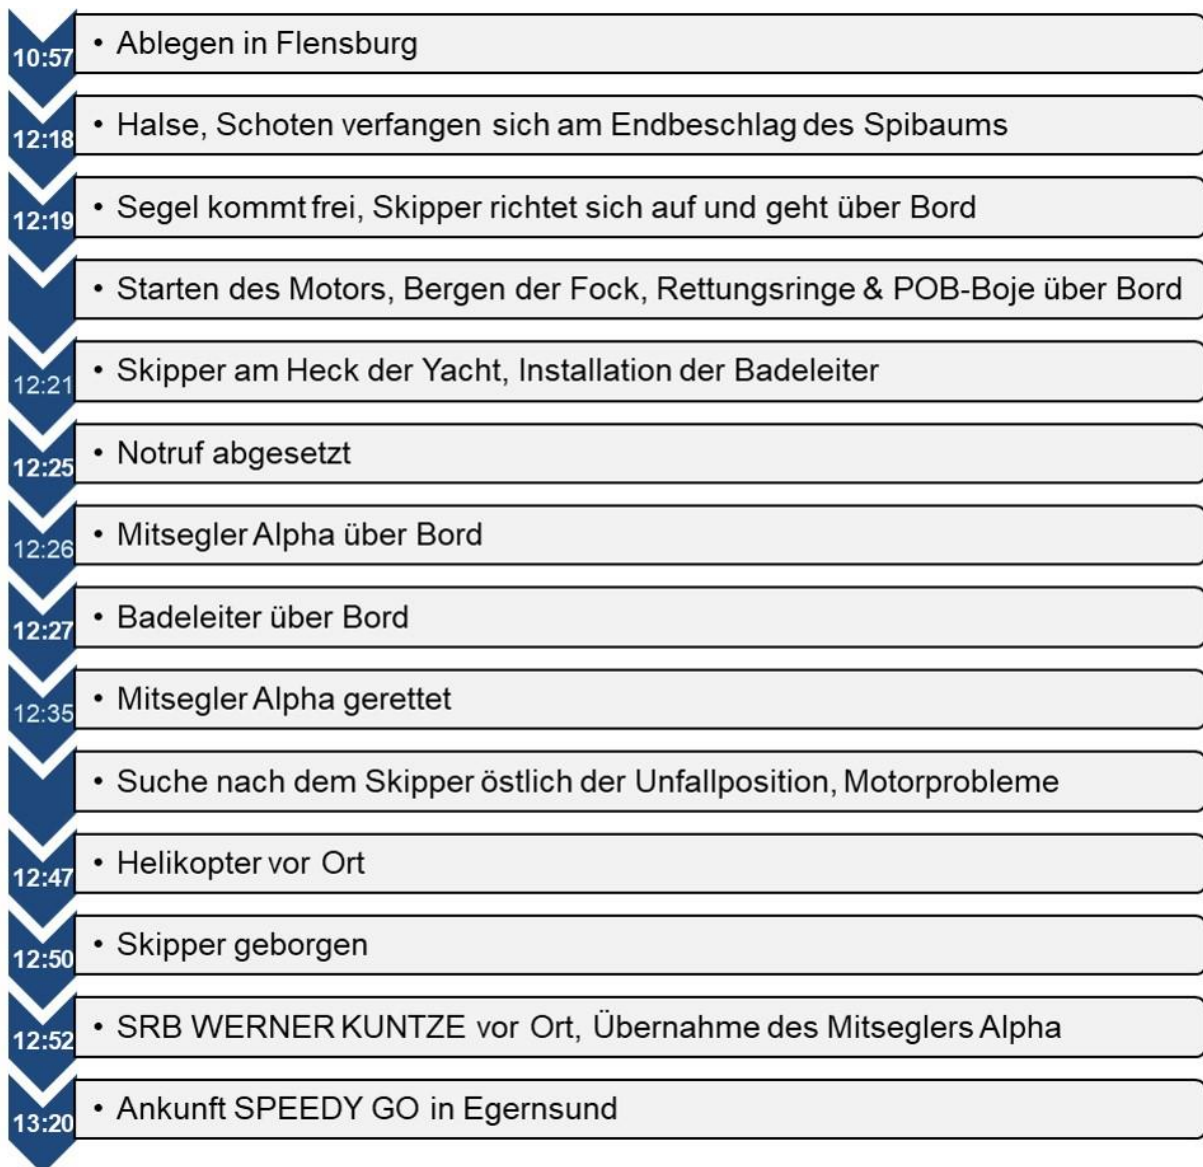 10:57 • Ablegen in Flensburg
12:18 • Halse, Schoten verfangen sich am Endbeschlag des Spibaums
12:19 • Segel kommt frei, Skipper richtet sich auf und geht über Bord
• Starten des Motors, Bergen der Fock, Rettungsringe & POB-Boje über Bord
12:21 • Skipper am Heck der Yacht, Installation der Badeleiter
12:25 • Notruf abgesetzt
12:26 • Mitsegler Alpha über Bord
12:27 • Badeleiter über Bord
12:35 • Mitsegler Alpha gerettet
• Suche nach dem Skipper östlich der Unfallposition, Motorprobleme
12:47 • Helikopter vor Ort
12:50 • Skipper geborgen
12:52 • SRB WERNER KUNTZE vor Ort, Übernahme des Mitseglers Alpha
13:20 • Ankunft SPEEDY GO in Egernsund